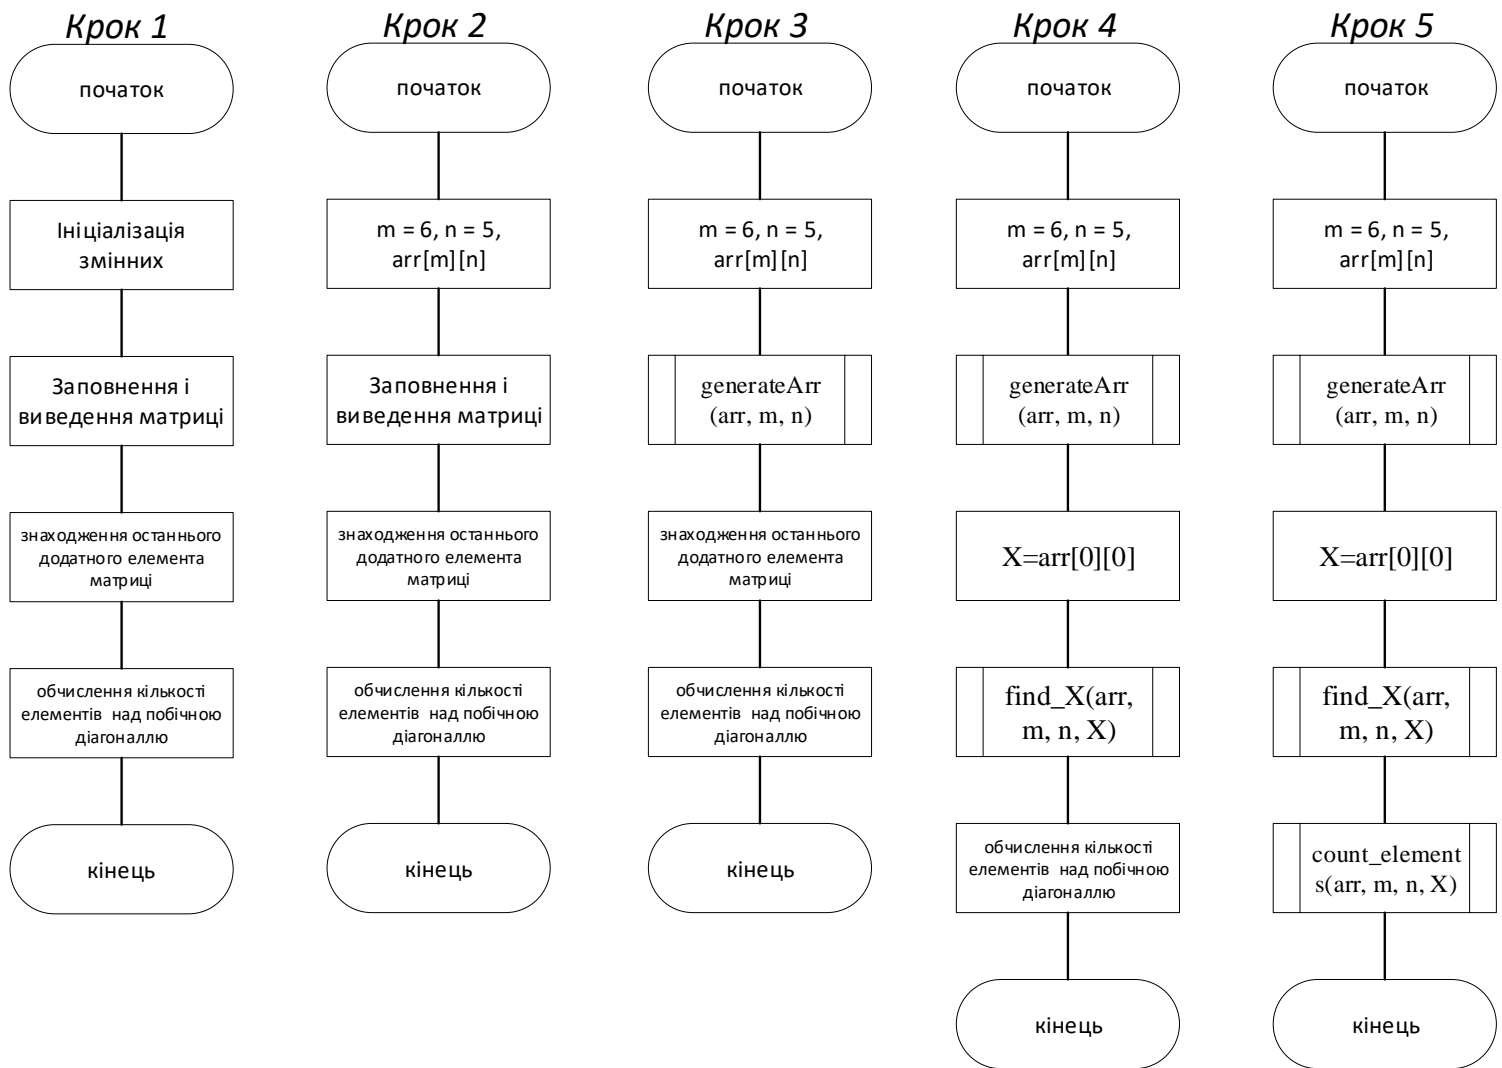 Крок 1
початок
Ініціалізація
змінних
Заповнення і
виведення матриці
знаходження останнього
додатного елемента
матриці
обчислення кількості
елементів над побічною
діагоналлю
кінець
Крок 2
початок
m = 6, n = 5,
arr[m][n]
Заповнення і
виведення матриці
знаходження останнього
додатного елемента
матриці
обчислення кількості
елементів над побічною
діагоналлю
кінець
Крок 3
початок
m = 6, n = 5,
arr[m][n]
generateArr
(arr, m, n)
знаходження останнього
додатного елемента
матриці
обчислення кількості
елементів над побічною
діагоналлю
кінець
Крок 4
початок
m = 6, n = 5,
arr[m][n]
generateArr
(arr, m, n)
X=arr[0][0]
find_X(arr,
m, n, X)
обчислення кількості
елементів над побічною
діагоналлю
кінець
Крок 5
початок
m = 6, n = 5,
arr[m][n]
generateArr
(arr, m, n)
X=arr[0][0]
find_X(arr,
m, n, X)
count_element
s(arr, m, n, X)
кінець